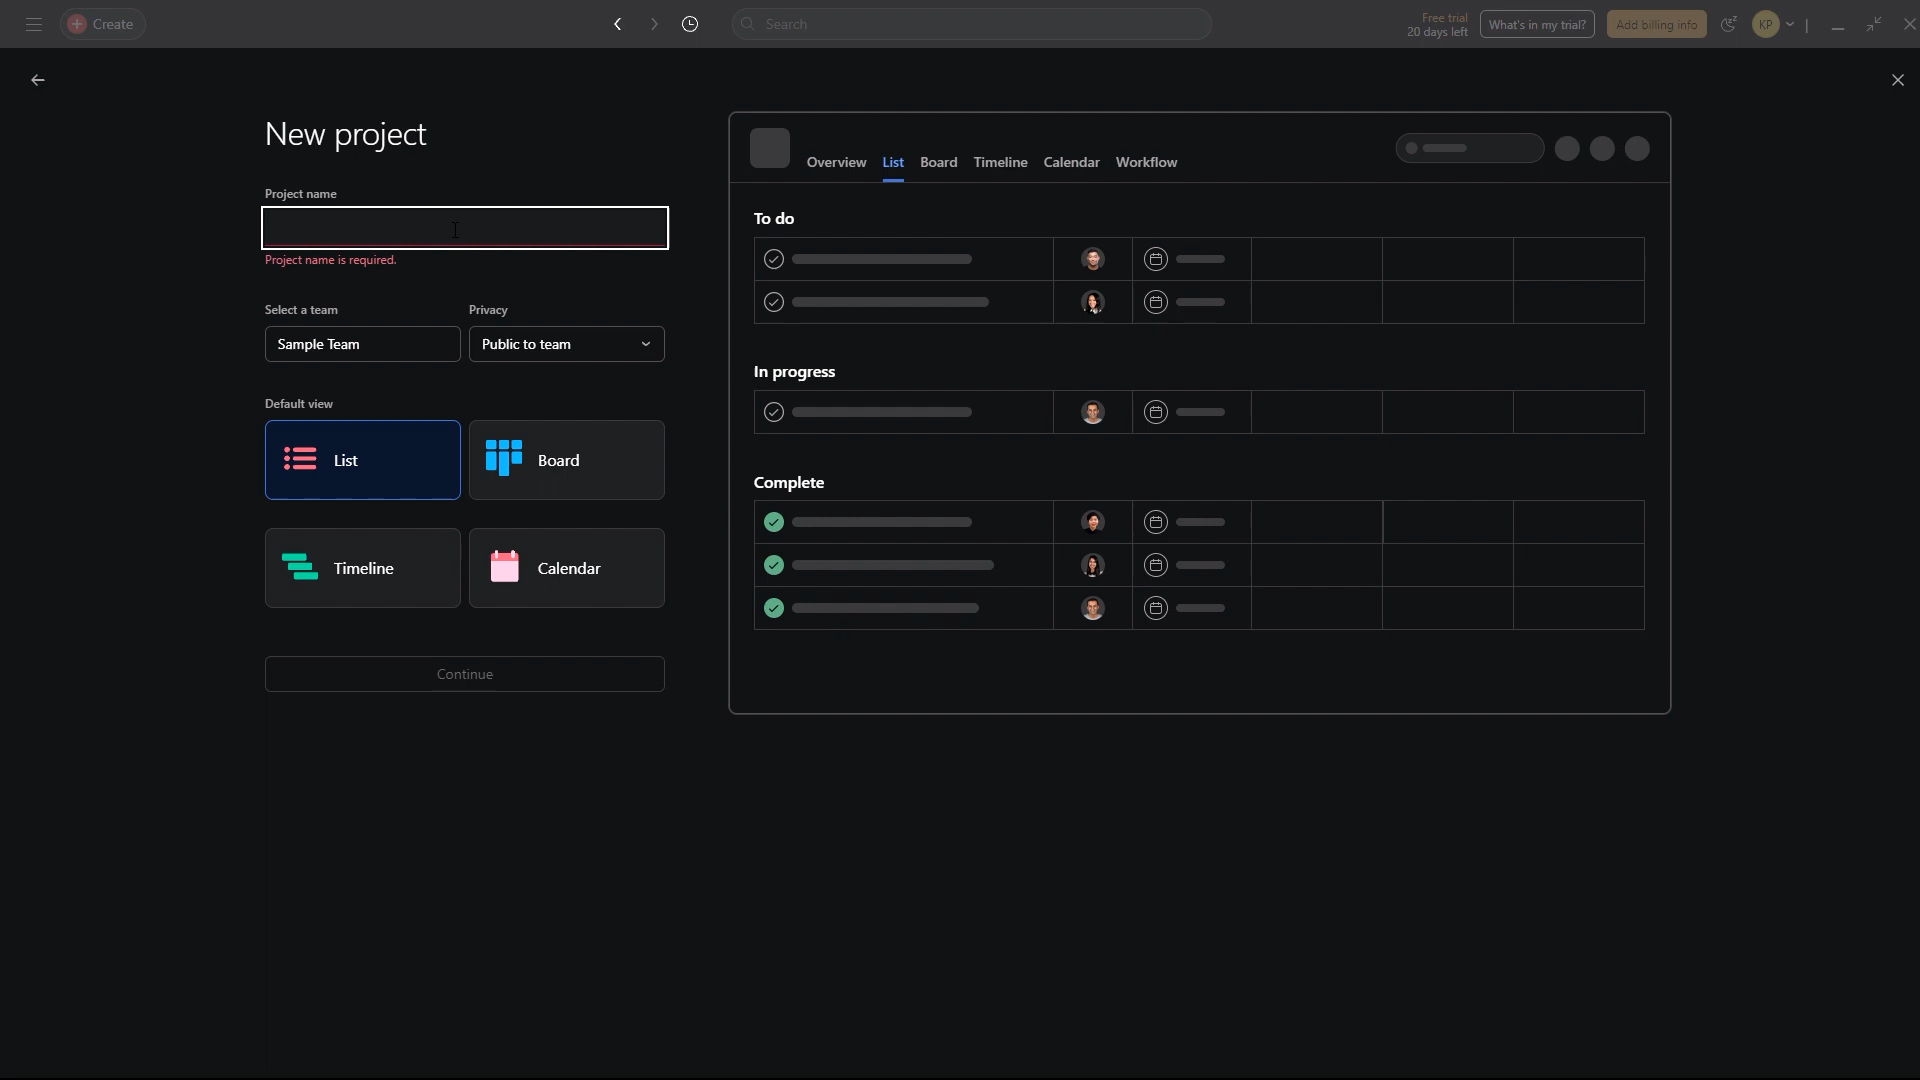 Create
Search
Free trial
20 days left
What's in my trial?
Add billing info
KP
New project
Project name
Project name is required.
Select a team
Privacy
Sample Team
Public to team
Default view
List
Board
Timeline
Calendar
Continue
Overview
List
Board
Timeline
Calendar
Workflow
To do
In progress
Complete